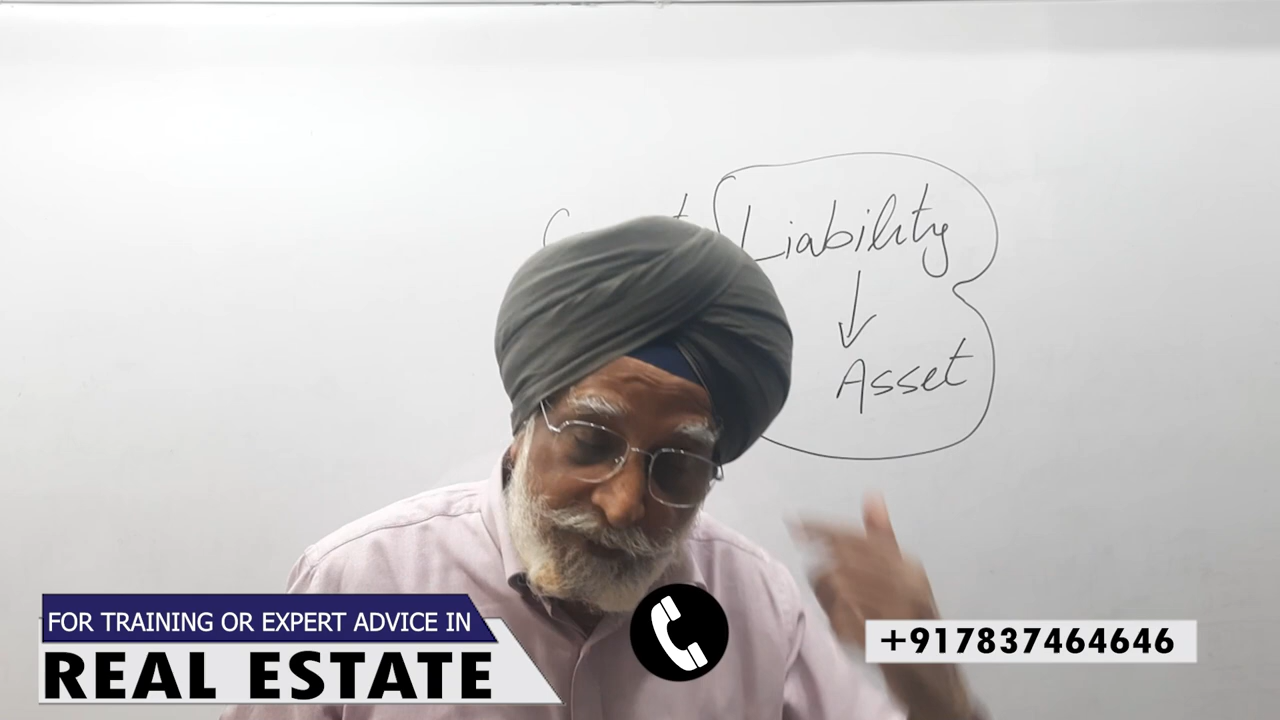 Liability
Asset
FOR TRAINING OR EXPERT ADVICE IN
REAL ESTATE
+917837464646